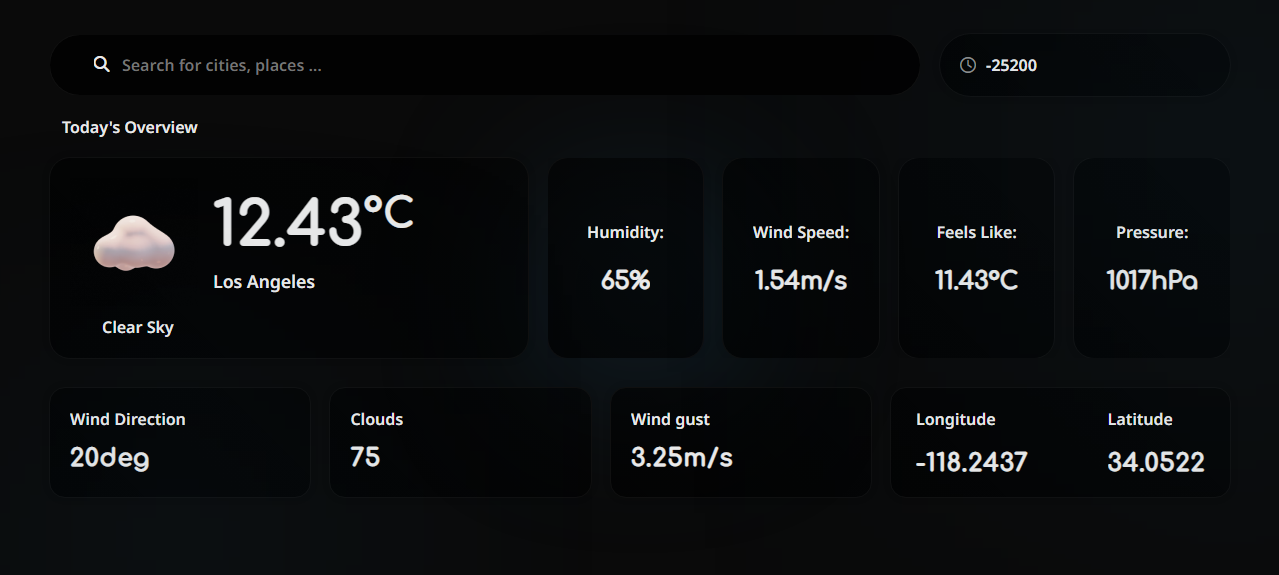 Search for cities, places ...
-25200
Today's Overview
12.43°C
Los Angeles
Clear Sky
Humidity:
65%
Wind Speed:
1.54m/s
Feels Like:
11.43°C
Pressure:
1017hPa
Wind Direction
20deg
Clouds
75
Wind gust
3.25m/s
Longitude
-118.2437
Latitude
34.0522